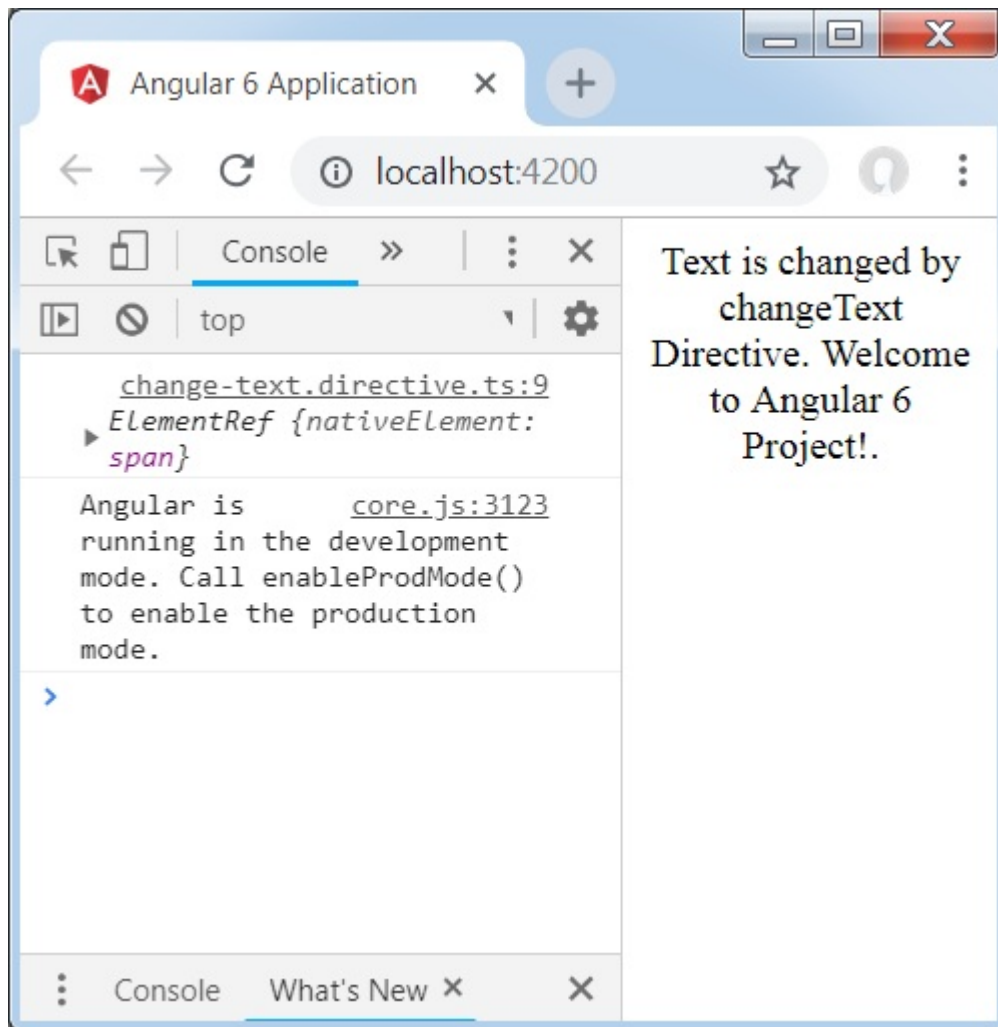 Angular 6 Application
localhost:4200
Console
top
change-text.directive.ts:9
ElementRef {nativeElement:
span}
Angular is core.js:3123
running in the development
mode. Call enableProdMode()
to enable the production
mode.
Console What's New
Text is changed by
changeText
Directive. Welcome
to Angular 6
Project!.